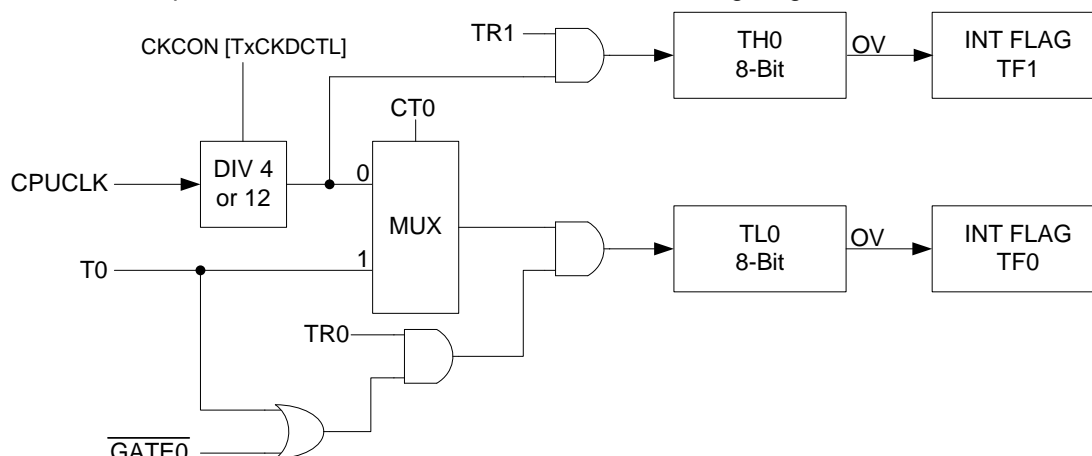 TR1
TH0
8-Bit
OV
INT FLAG
TF1
CKCON [TxCKDCTL]
CT0
DIV 4
or 12
CPUCLK
0
MUX
1
T0
TL0
8-Bit
OV
INT FLAG
TF0
TR0
GATE0